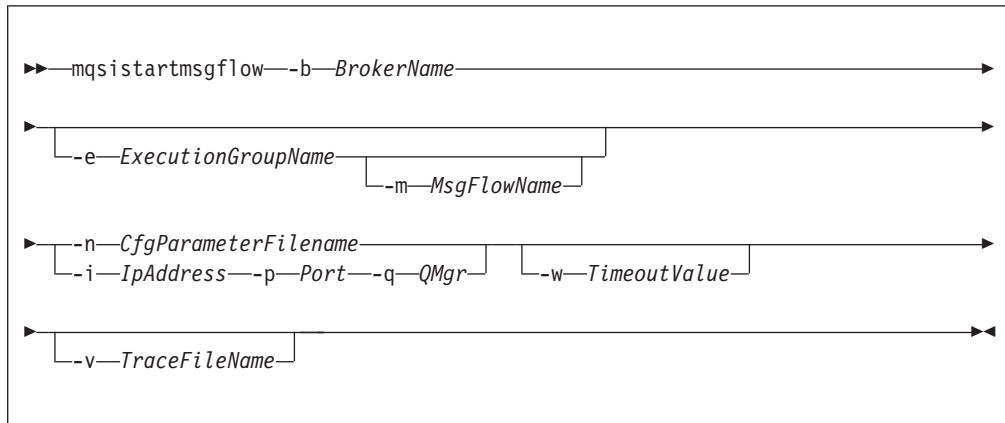 mqsistartmsgflow -b BrokerName
-e ExecutionGroupName
-m MsgFlowName
-n CfgParameterFilename
-i IpAddress -p Port -q QMgr -w TimeoutValue
-v TraceFileName